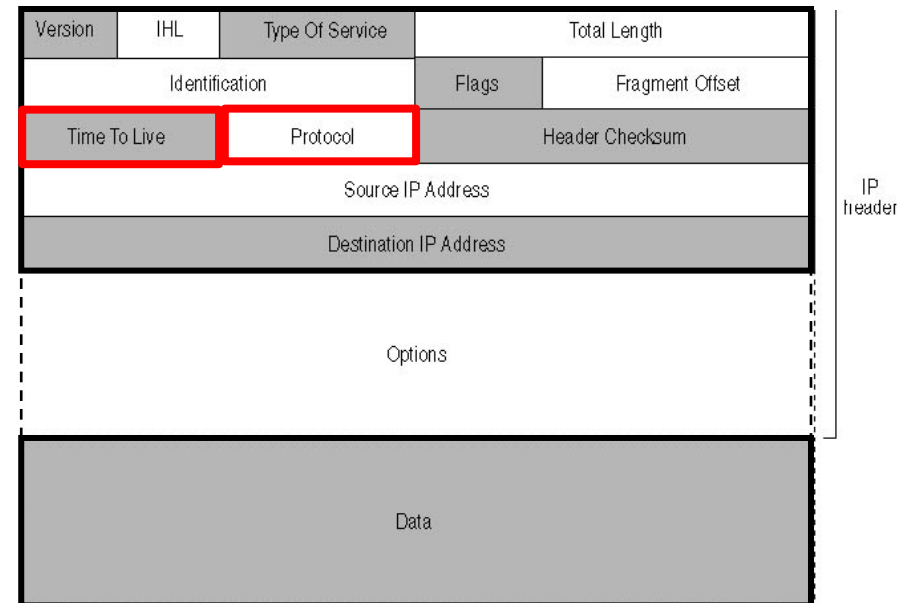 Version IHL Type Of Service Total Length
Identification Flags Fragment Offset
Time To Live Protocol Header Checksum
Source IP Address
IP
header
Destination IP Address
Options
Data